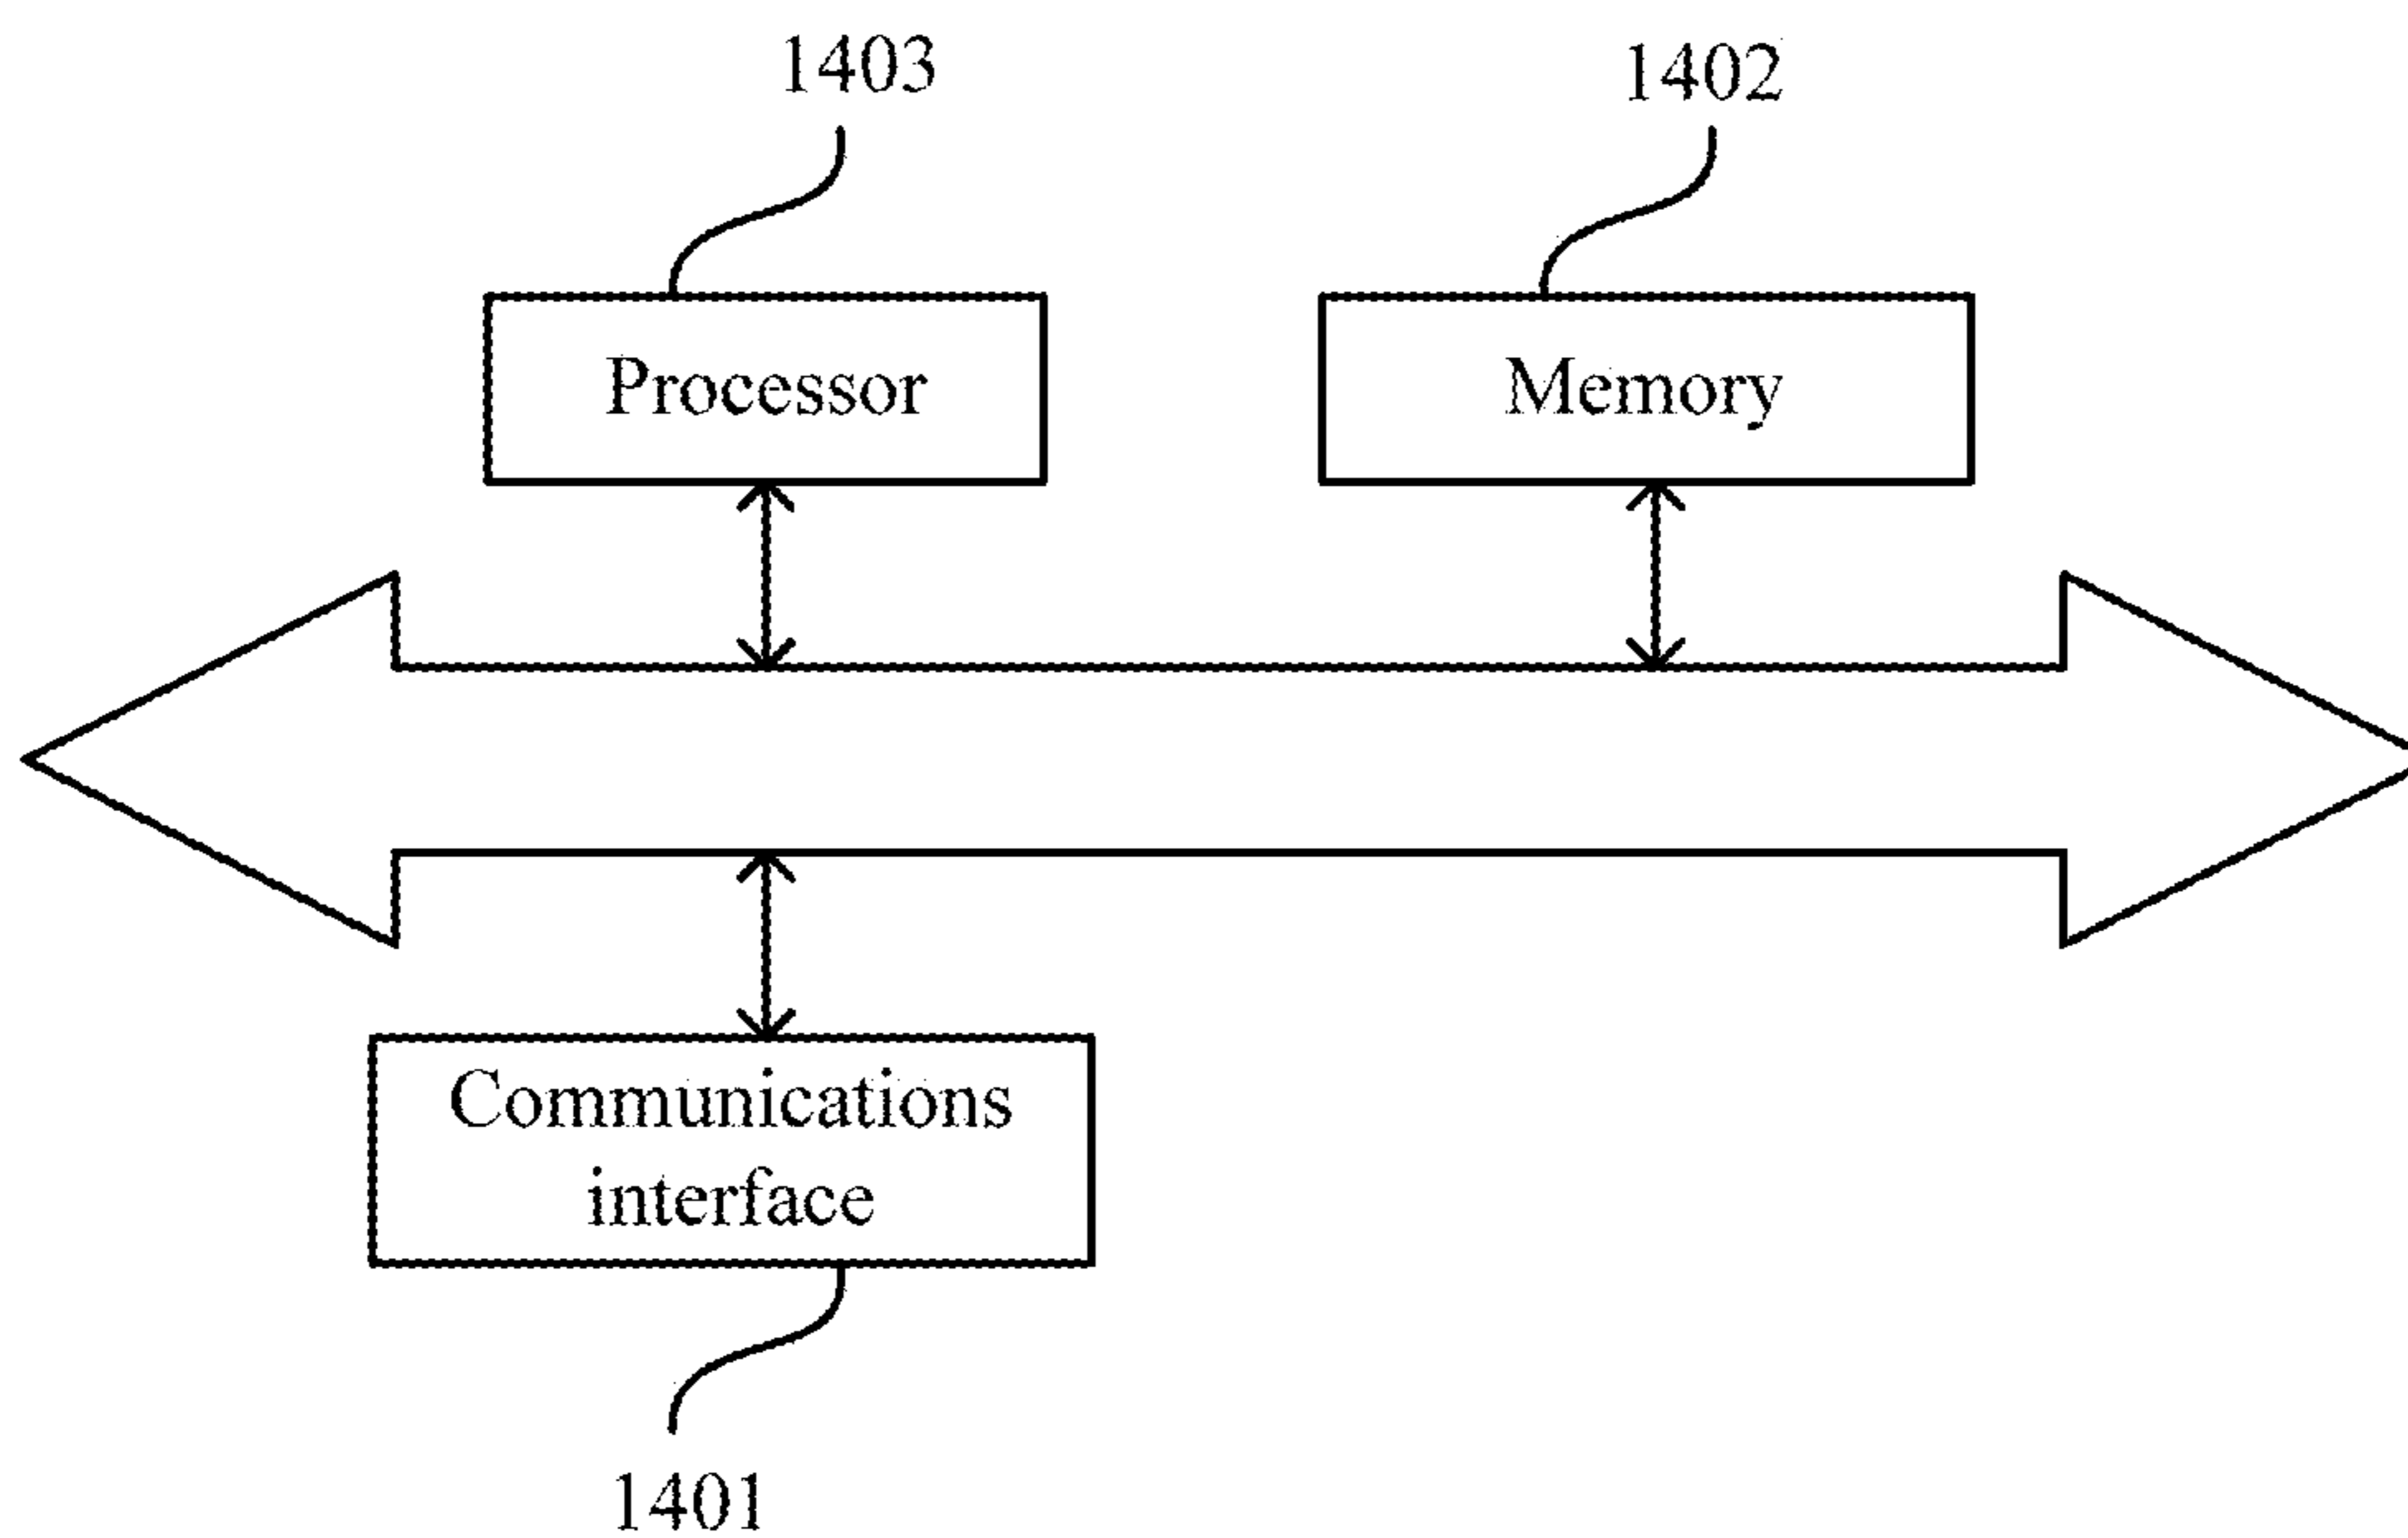 1403
1402
Processor
Memory
Communications
interface
1401